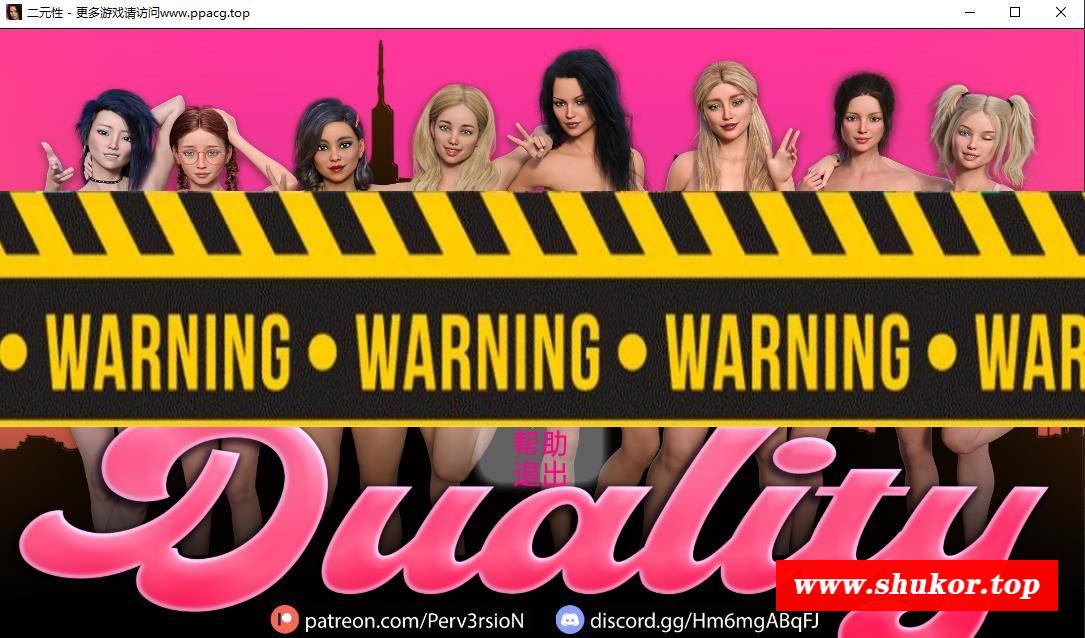 二元性 - 更多游戏请访问www.ppacg.top
• WARNING • WARNING • WARNING • WAR
帮助
退出
Duality
www.shukor.top
patreon.com/Perv3rsioN
discord.gg/Hm6mgABqFJ